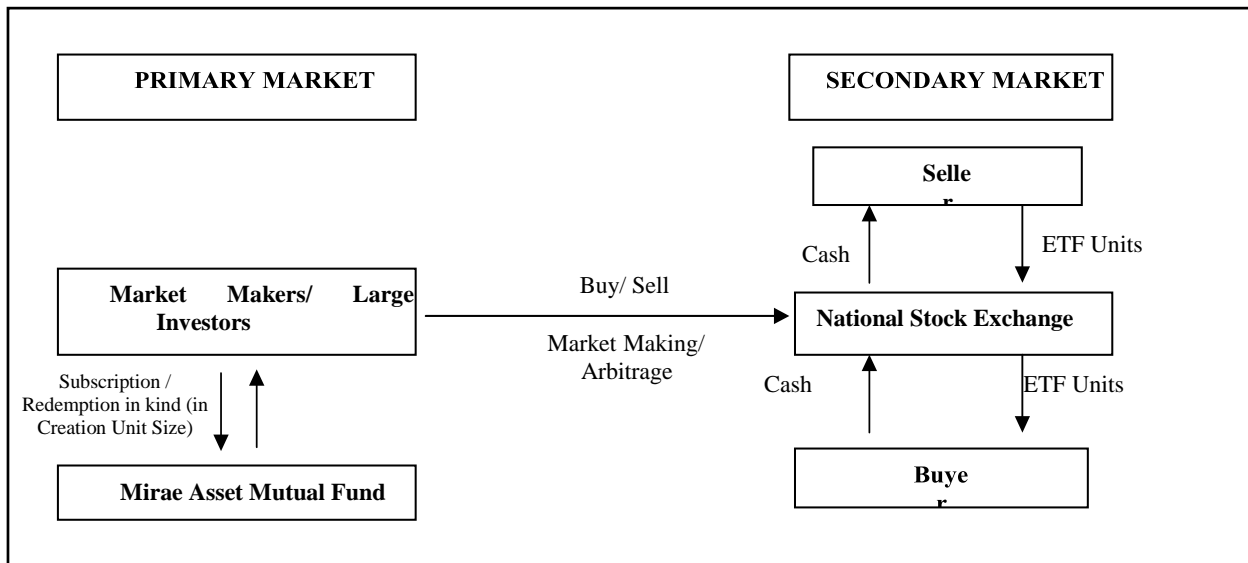 PRIMARY MARKET
SECONDARY MARKET
Selle
r
Cash
ETF Units
Market Makers/ Large
Investors
Buy/ Sell
National Stock Exchange
Market Making/
Arbitrage
Subscription /
Redemption in kind (in
Creation Unit Size)
Cash
ETF Units
Mirae Asset Mutual Fund
Buye
r